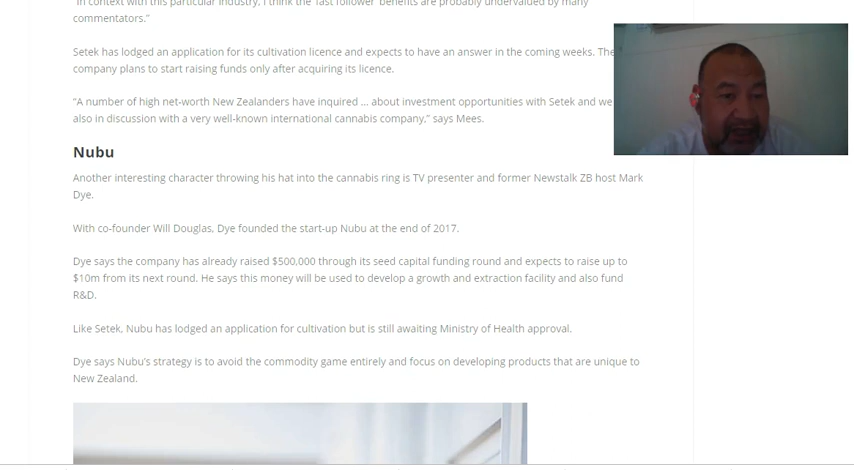 "In context with this particular industry, I think the 'fast follower' benefits are probably undervalued by many
commentators."
Setek has lodged an application for its cultivation licence and expects to have an answer in the coming weeks. The
company plans to start raising funds only after acquiring its licence.
"A number of high net-worth New Zealanders have inquired ... about investment opportunities with Setek and we
also in discussion with a very well-known international cannabis company," says Mees.
Nubu
Another interesting character throwing his hat into the cannabis ring is TV presenter and former Newstalk ZB host Mark
Dye.
With co-founder Will Douglas, Dye founded the start-up Nubu at the end of 2017.
Dye says the company has already raised $500,000 through its seed capital funding round and expects to raise up to
$10m from its next round. He says this money will be used to develop a growth and extraction facility and also fund
R&D.
Like Setek, Nubu has lodged an application for cultivation but is still awaiting Ministry of Health approval.
Dye says Nubu's strategy is to avoid the commodity game entirely and focus on developing products that are unique to
New Zealand.